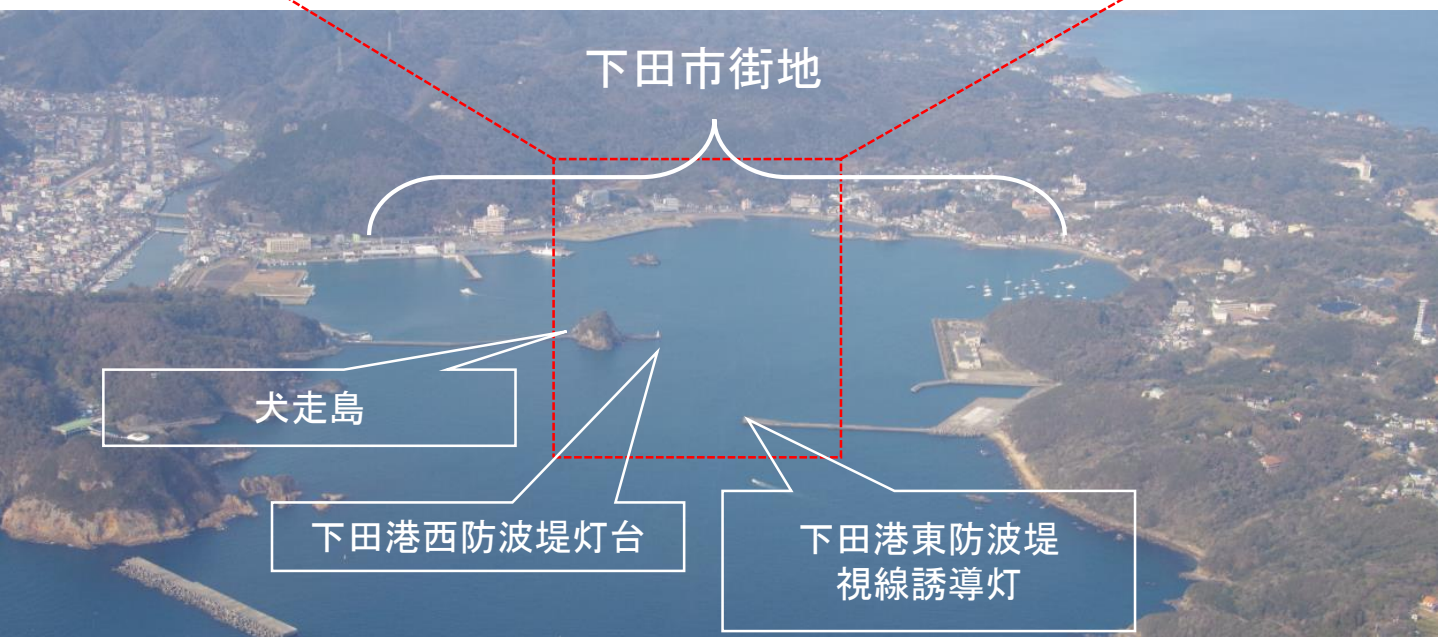 下田市街地
犬走島
下田港西防波堤灯台
下田港東防波堤
視線誘導灯